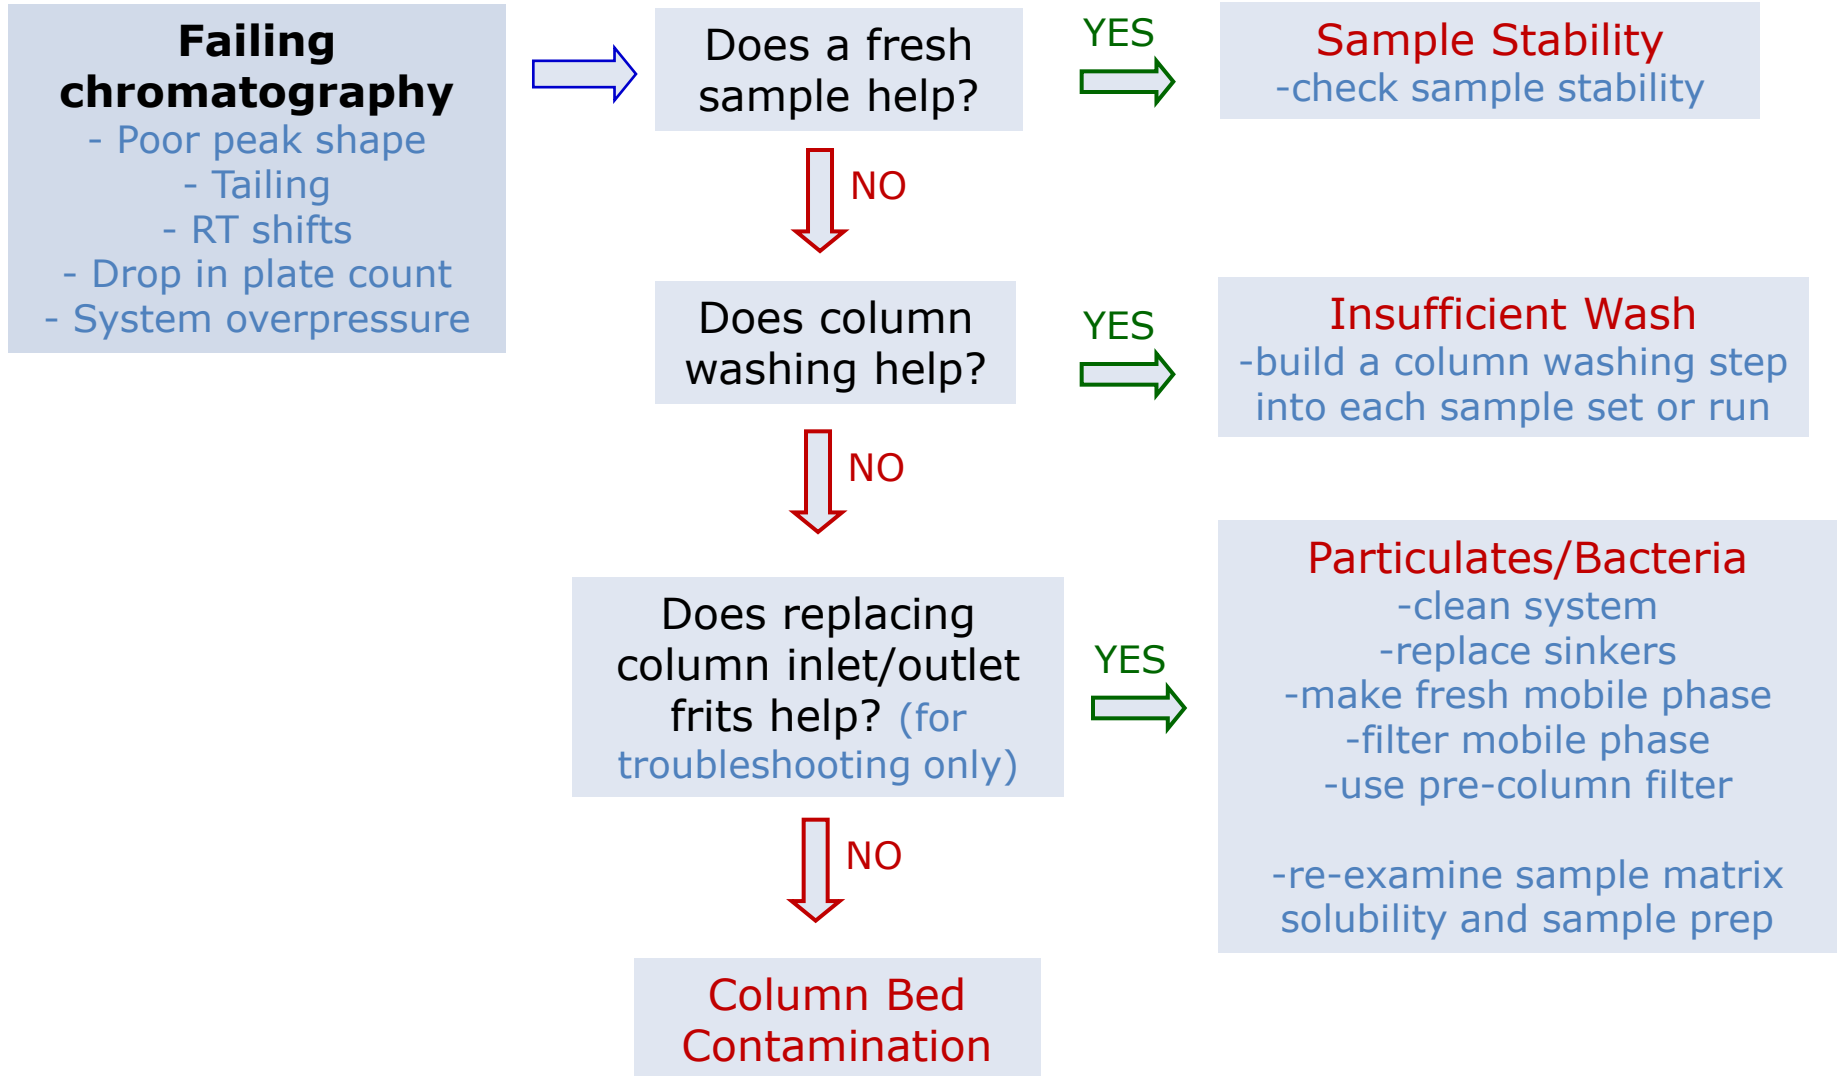 Failing
chromatography
- Poor peak shape
- Tailing
- RT shifts
- Drop in plate count
- System overpressure
Does a fresh
sample help?
YES
Sample Stability
-check sample stability
NO
Does column
washing help?
YES
Insufficient Wash
-build a column washing step
into each sample set or run
NO
Does replacing
column inlet/outlet
frits help? (for
troubleshooting only)
YES
Particulates/Bacteria
-clean system
-replace sinkers
-make fresh mobile phase
-filter mobile phase
-use pre-column filter
-re-examine sample matrix
solubility and sample prep
NO
Column Bed
Contamination